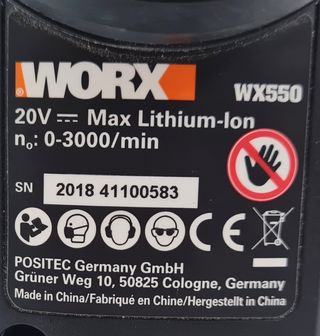 WORX WX550
20V ⎓ Max Lithium-Ion
n₀: 0-3000/min
SN 2018 41100583
CE
POSITEC Germany GmbH
Grüner Weg 10, 50825 Cologne, Germany
Made in China/Fabriqué en Chine/Hergestellt in China